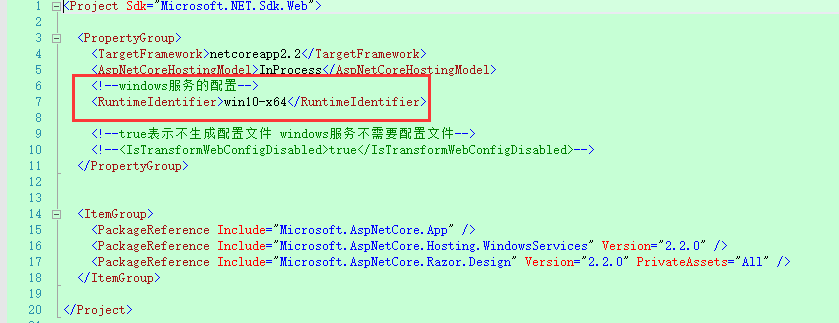 1 <Project Sdk="Microsoft.NET.Sdk.Web">
2
3 <PropertyGroup>
4 <TargetFramework>netcoreapp2.2</TargetFramework>
5 <AspNetCoreHostingModel>InProcess</AspNetCoreHostingModel>
6 <!--windows服务的配置-->
7 <RuntimeIdentifier>win10-x64</RuntimeIdentifier>
8
9 <!--true表示不生成配置文件 windows服务不需要配置文件-->
10 <!--<IsTransformWebConfigDisabled>true</IsTransformWebConfigDisabled>-->
11 </PropertyGroup>
12
13
14 <ItemGroup>
15 <PackageReference Include="Microsoft.AspNetCore.App" />
16 <PackageReference Include="Microsoft.AspNetCore.Hosting.WindowsServices" Version="2.2.0" />
17 <PackageReference Include="Microsoft.AspNetCore.Razor.Design" Version="2.2.0" PrivateAssets="All" />
18 </ItemGroup>
19
20 </Project>